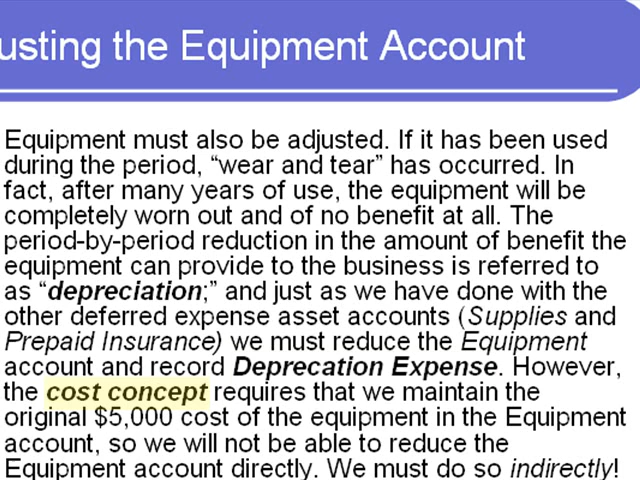 usting the Equipment Account
Equipment must also be adjusted. If it has been used
during the period, “wear and tear” has occurred. In
fact, after many years of use, the equipment will be
completely worn out and of no benefit at all. The
period-by-period reduction in the amount of benefit the
equipment can provide to the business is referred to
as “depreciation;” and just as we have done with the
other deferred expense asset accounts (Supplies and
Prepaid Insurance) we must reduce the Equipment
account and record Deprecation Expense. However,
the cost concept requires that we maintain the
original $5,000 cost of the equipment in the Equipment
account, so we will not be able to reduce the
Equipment account directly. We must do so indirectly!